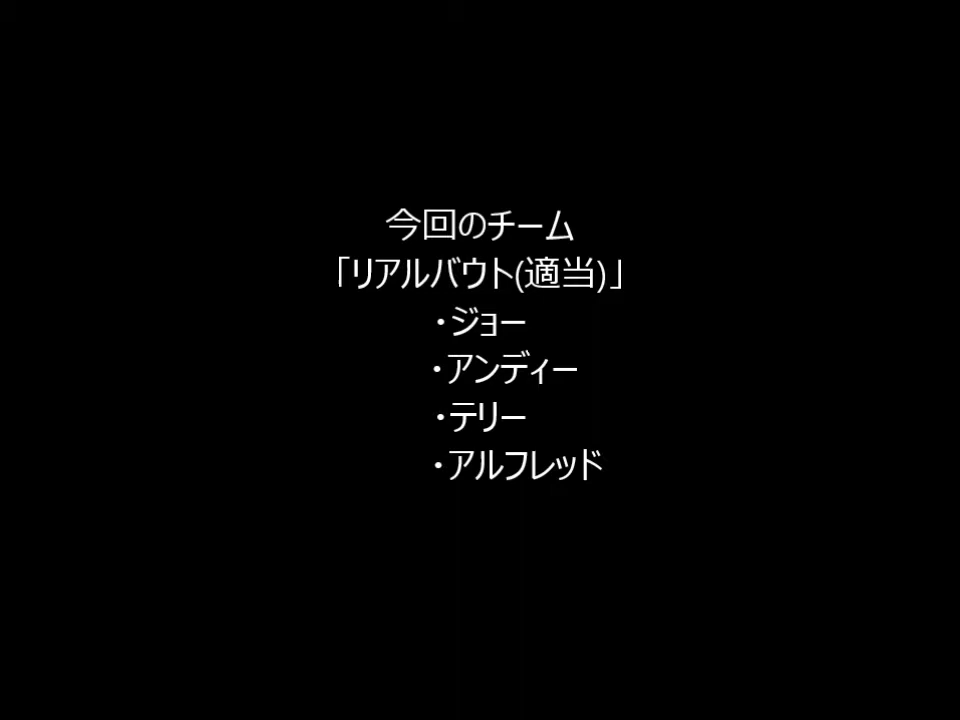 今回のチーム
「リアルバウト(適当)」
・ジョー
・アンディー
・テリー
・アルフレッド